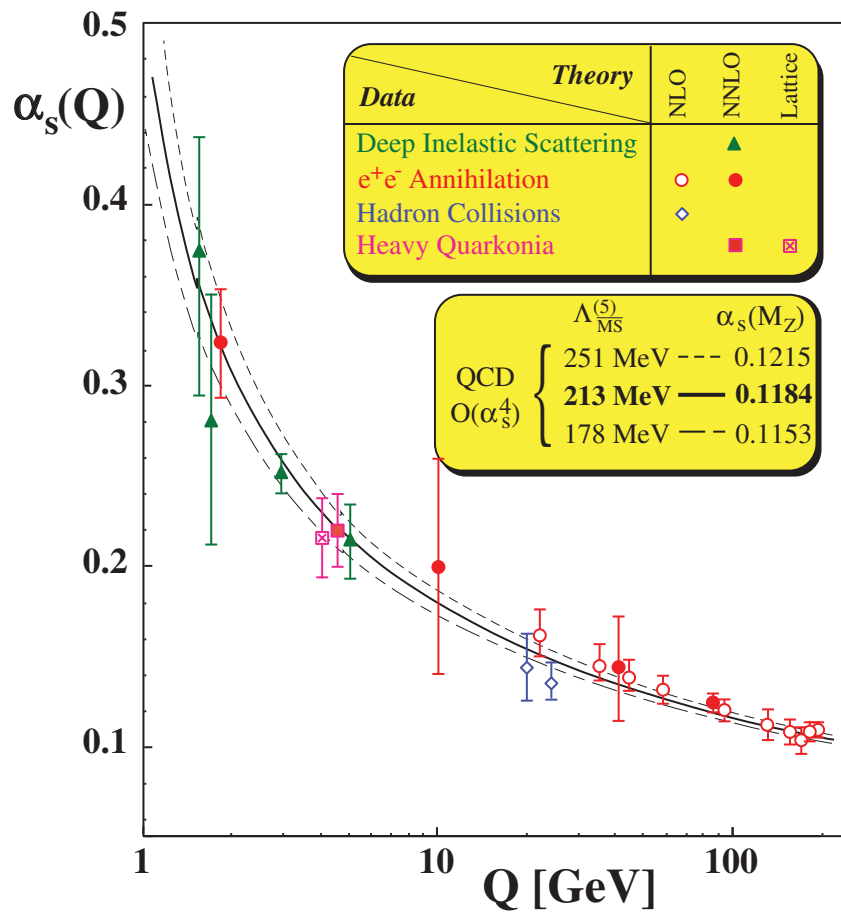 0.5
αs(Q)
0.4
0.3
0.2
0.1
Theory
Data
NLO
NNLO
Lattice
Deep Inelastic Scattering
e+e- Annihilation
Hadron Collisions
Heavy Quarkonia
Λ(5)MS αs(MZ)
QCD
O(αs4)
251 MeV 0.1215
213 MeV 0.1184
178 MeV 0.1153
1 10 100
Q [GeV]